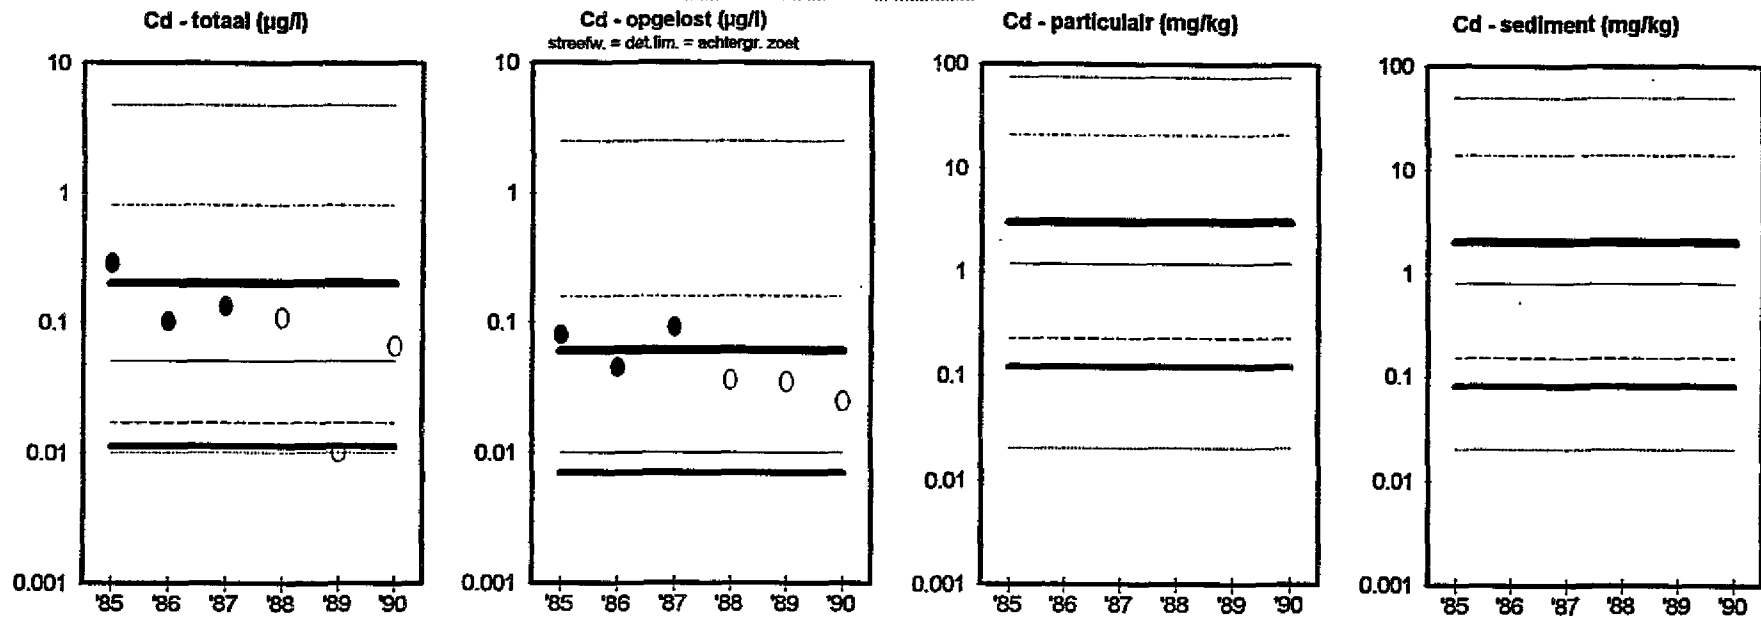 Cd - totaal (µg/l)
10
1
0.1
0.01
0.001
'85 '86 '87 '88 '89 '90
Cd - opgelost (µg/l)
streefw. = det.lim. = achtergr. zoet
10
1
0.1
0.01
0.001
'85 '86 '87 '88 '89 '90
Cd - particulair (mg/kg)
100
10
1
0.1
0.01
0.001
'85 '86 '87 '88 '89 '90
Cd - sediment (mg/kg)
100
10
1
0.1
0.01
0.001
'85 '86 '87 '88 '89 '90